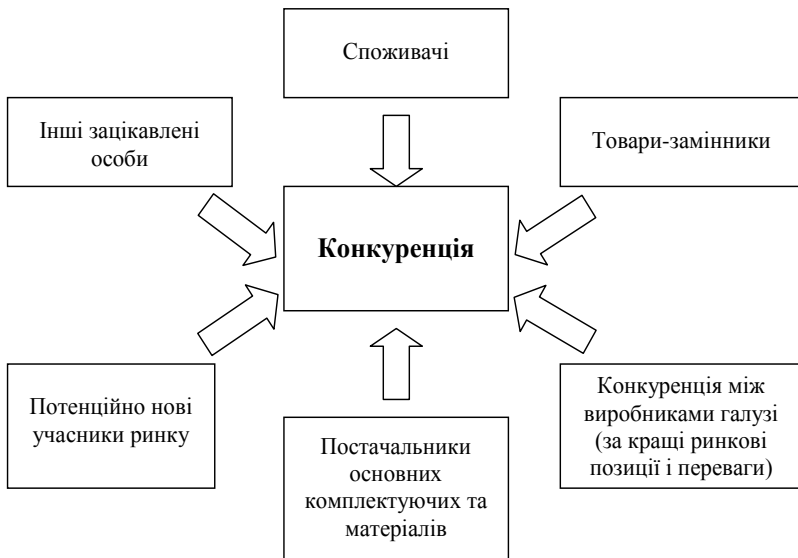 Споживачі
Інші зацікавлені
особи
Товари-замінники
Конкуренція
Потенційно нові
учасники ринку
Постачальники
основних
комплектуючих та
матеріалів
Конкуренція між
виробниками галузі
(за кращі ринкові
позиції і переваги)